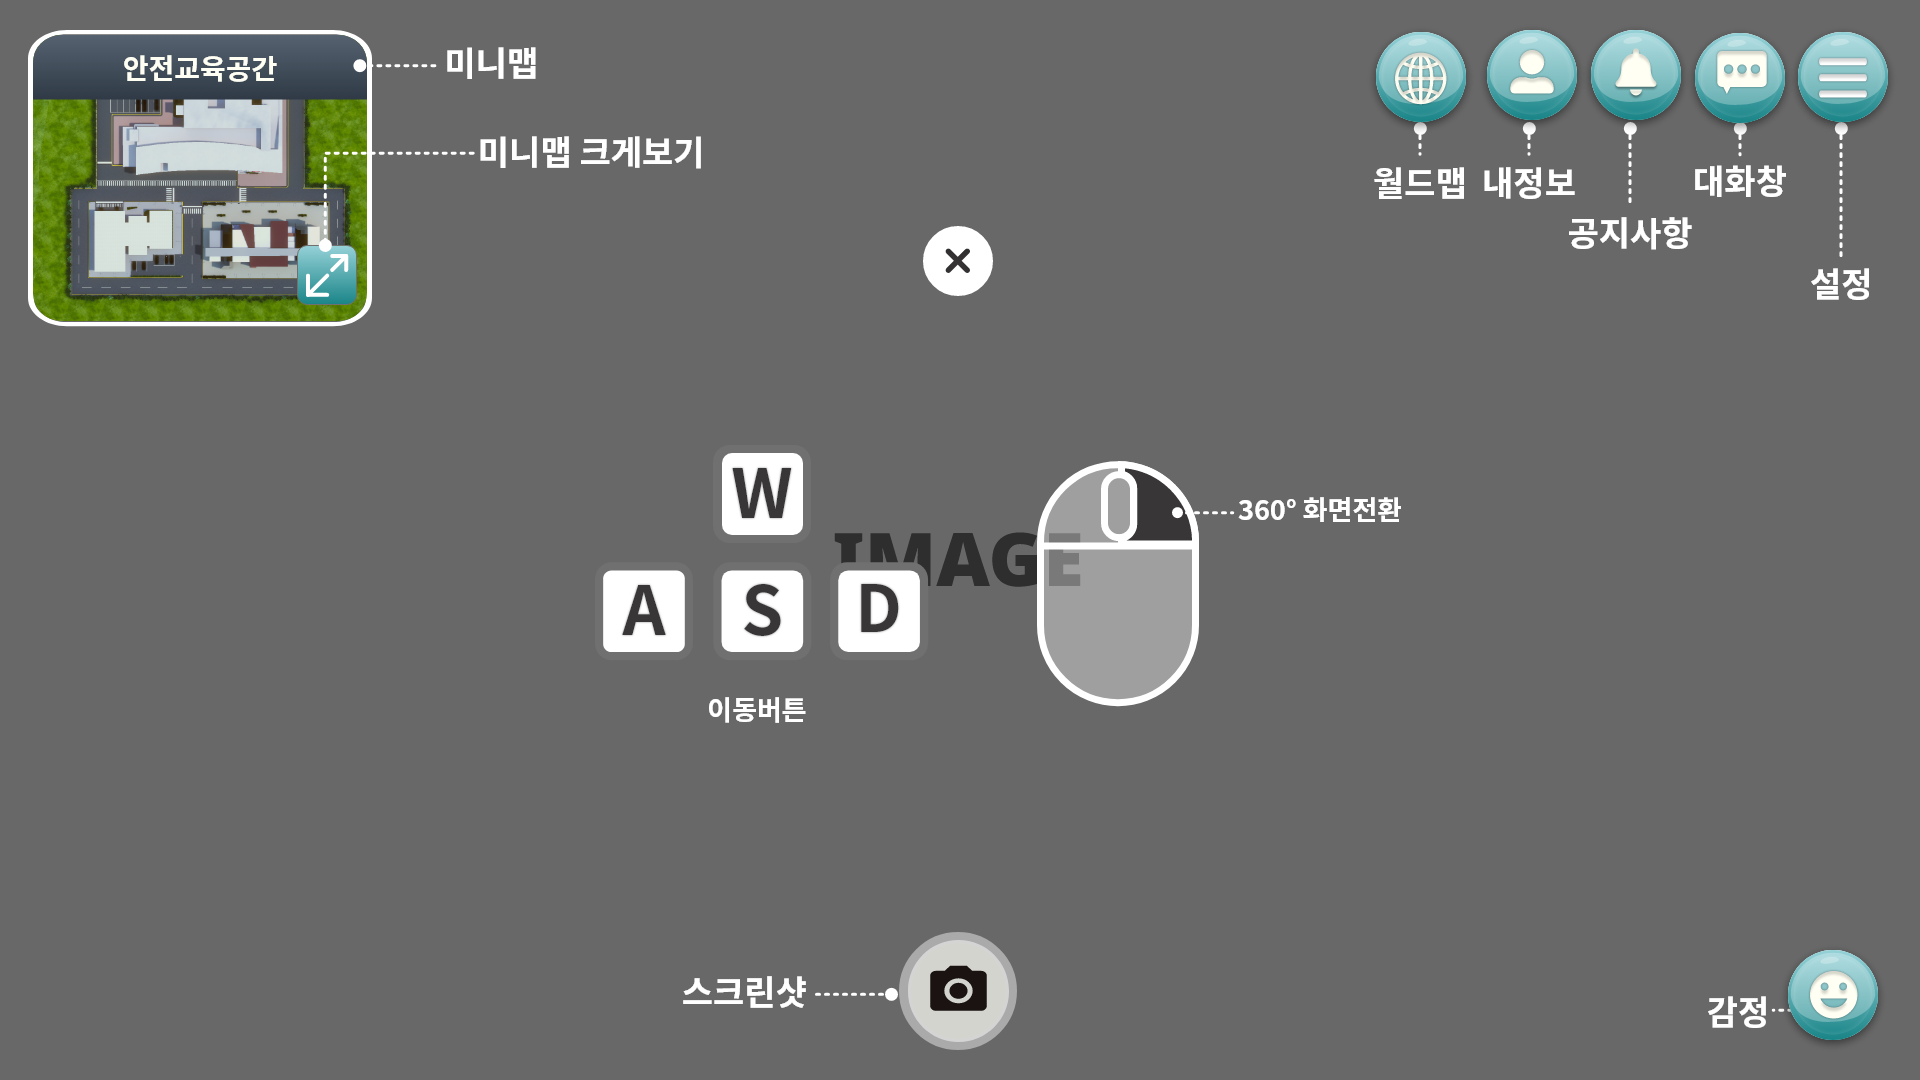 안전교육공간
미니맵
미니맵 크게보기
월드맵
내정보
공지사항
대화창
설정
W
A
S
D
IMAGE
이동버튼
360° 화면전환
스크린샷
감정